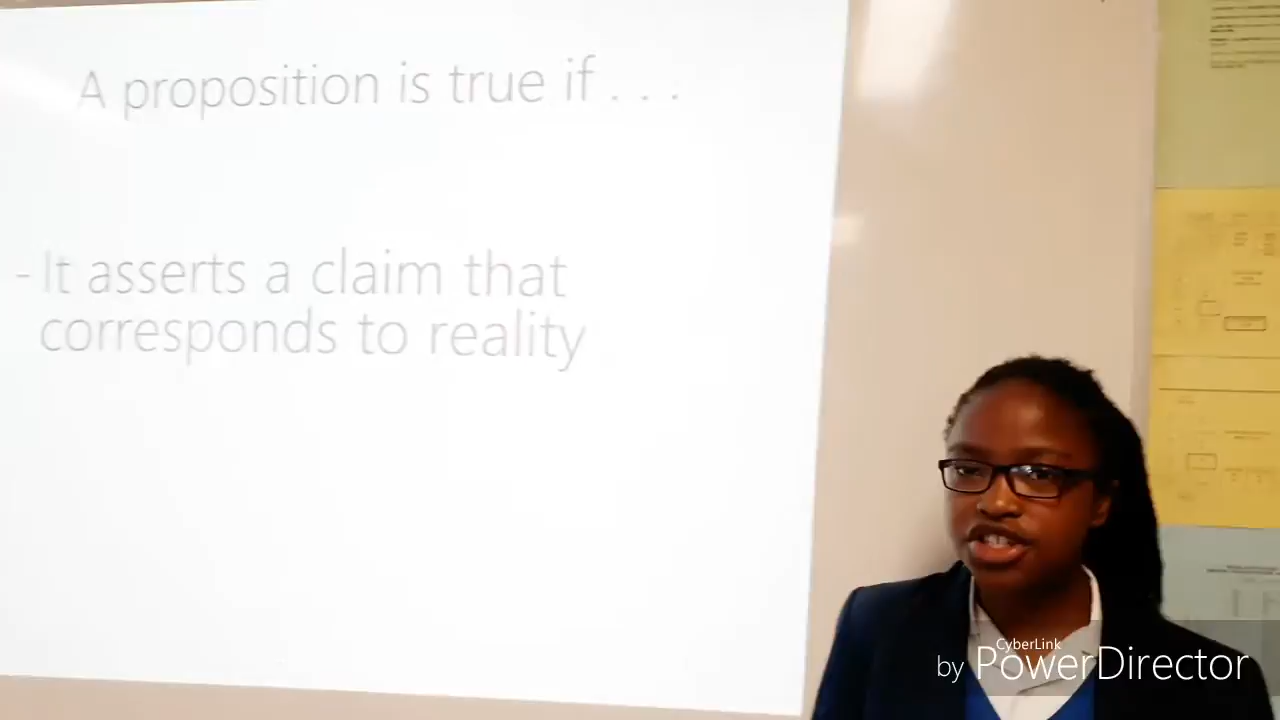 A proposition is true if . . .
- It asserts a claim that
corresponds to reality
CyberLink
by PowerDirector